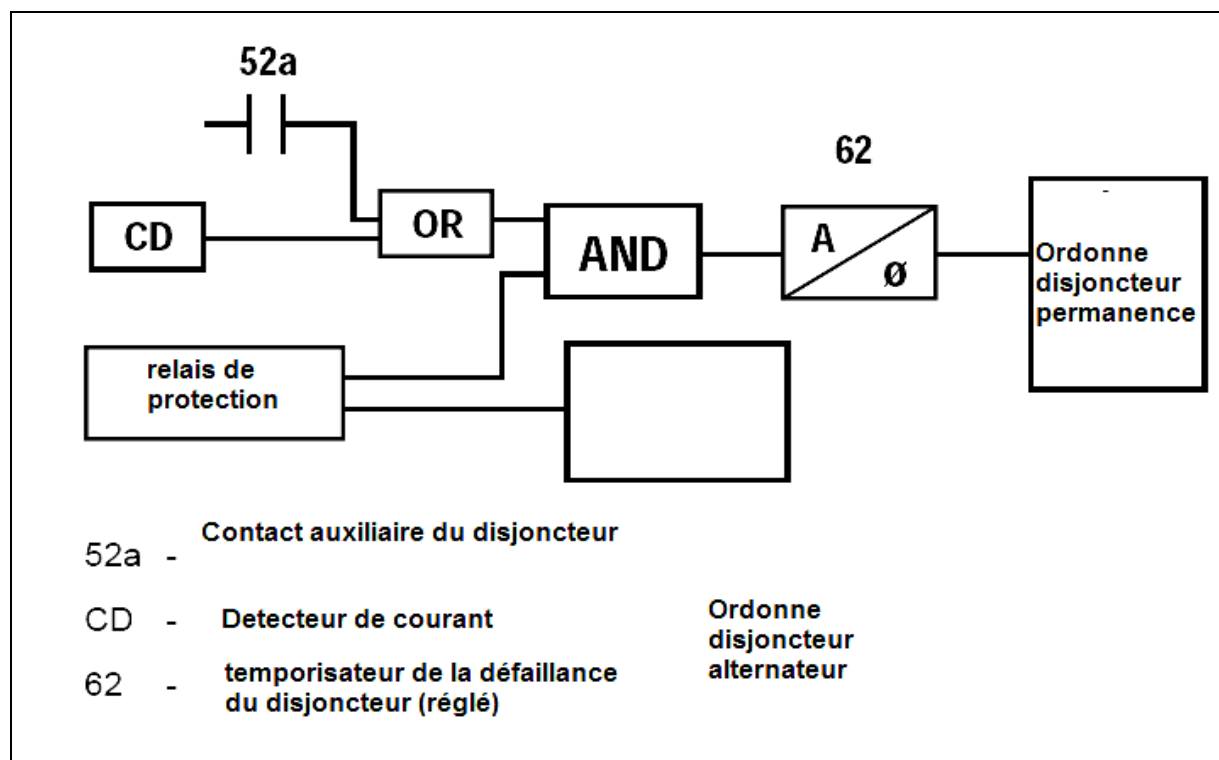 52a
62
CD
OR
AND
A
Ø
-
Ordonne
disjoncteur
permanence
relais de
protection
52a - Contact auxiliaire du disjoncteur
CD - Detecteur de courant
62 - temporisateur de la défaillance
du disjoncteur (réglé)
Ordonne
disjoncteur
alternateur